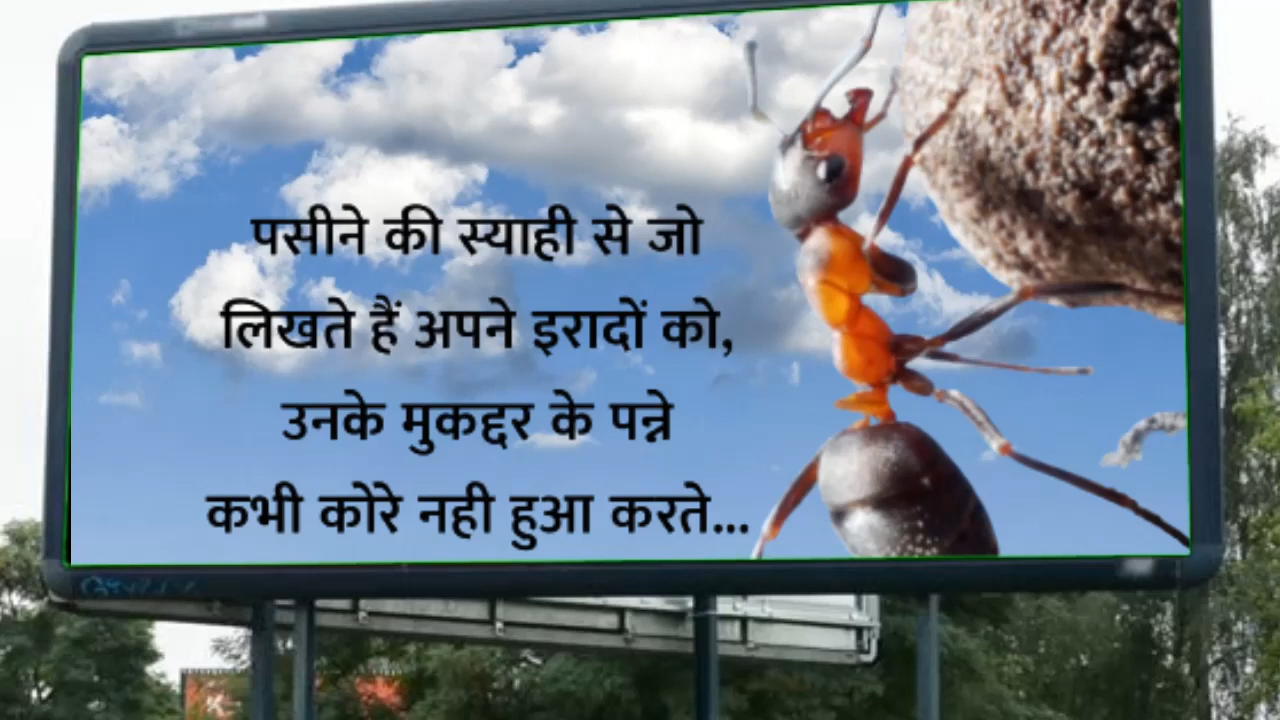 पसीने की स्याही से जो
लिखते हैं अपने इरादों को,
उनके मुकद्दर के पन्ने
कभी कोरे नही हुआ करते...